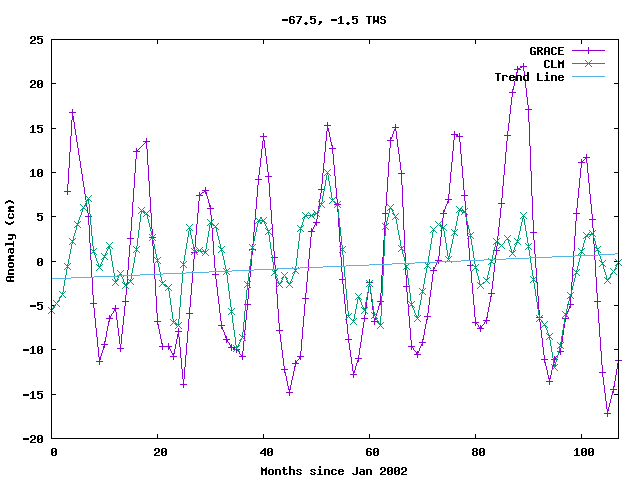 -67.5, -1.5 TWS
GRACE
CLM
Trend Line
25
20
15
10
5
0
-5
-10
-15
-20
Anomaly (cm)
0 20 40 60 80 100
Months since Jan 2002